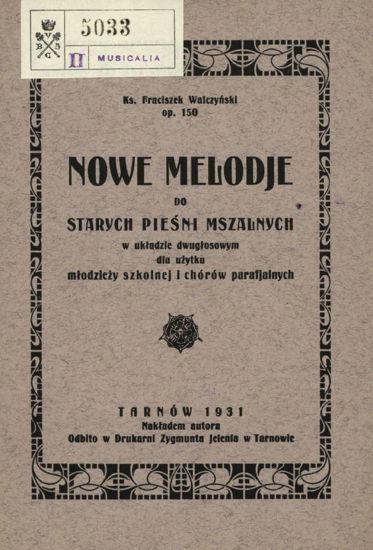 5033
B V B J
G
II MUSICALIA
Ks. Fraciszek Walczyński
op. 150
NOWE MELODJE
DO
STARYCH PIEŚNI MSZALNYCH
w układzie dwugłosowym
dla użytku
młodzieży szkolnej i chórów parafjalnych
TARNÓW 1931
Nakładem autora
Odbito w Drukarni Zygmunta Jelenia w Tarnowie